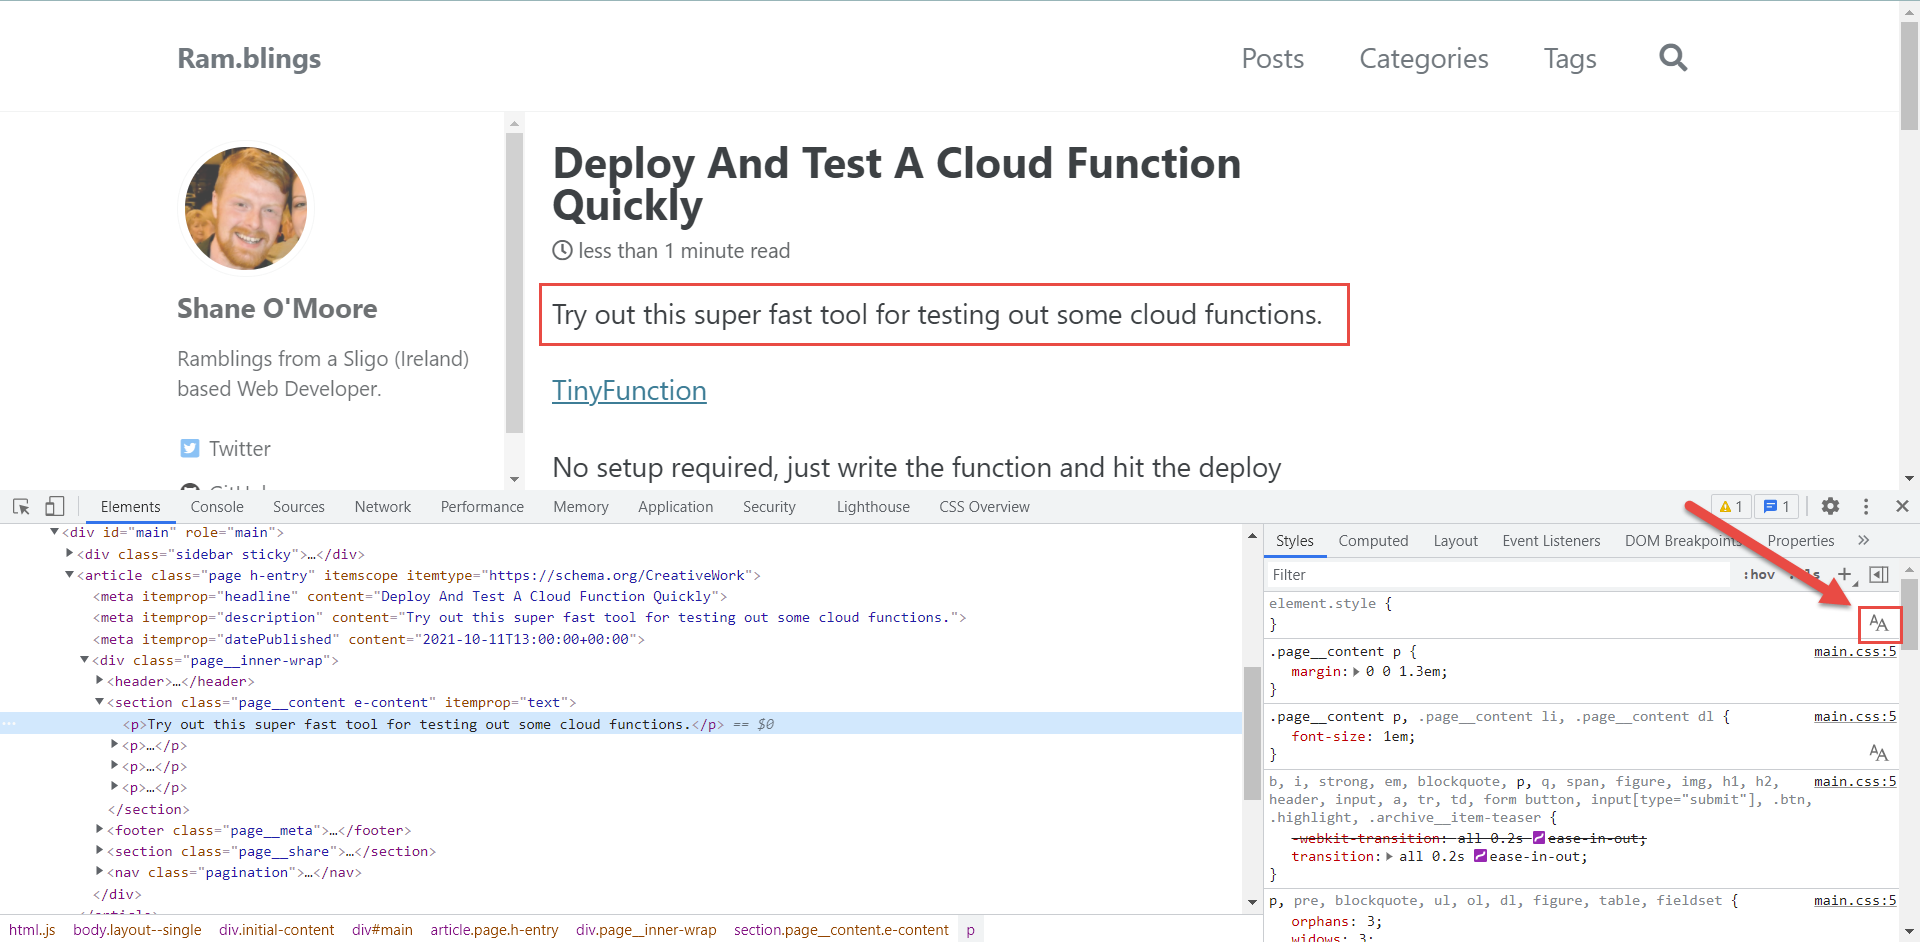 Ram.blings
Posts Categories Tags
Deploy And Test A Cloud Function
Quickly
less than 1 minute read
Shane O'Moore
Try out this super fast tool for testing out some cloud functions.
Ramblings from a Sligo (Ireland)
based Web Developer.
TinyFunction
Twitter
No setup required, just write the function and hit the deploy
Elements Console Sources Network Performance Memory Application Security Lighthouse CSS Overview 1 1
<div id="main" role="main">
<div class="sidebar sticky">…</div>
<article class="page h-entry" itemscope itemtype="https://schema.org/CreativeWork">
<meta itemprop="headline" content="Deploy And Test A Cloud Function Quickly">
<meta itemprop="description" content="Try out this super fast tool for testing out some cloud functions.">
<meta itemprop="datePublished" content="2021-10-11T13:00:00+00:00">
<div class="page__inner-wrap">
<header>…</header>
<section class="page__content e-content" itemprop="text">
<p>Try out this super fast tool for testing out some cloud functions.</p> == $0
<p>…</p>
<p>…</p>
<p>…</p>
</section>
<footer class="page__meta">…</footer>
<section class="page__share">…</section>
<nav class="pagination">…</nav>
</div>
html.js body.layout--single div.initial-content div#main article.page.h-entry div.page__inner-wrap section.page__content.e-content p
Styles Computed Layout Event Listeners DOM Breakpoints Properties »
Filter :hov
element.style {
}
AA
.page__content p { main.css:5
margin: 0 0 1.3em;
}
.page__content p, .page__content li, .page__content dl { main.css:5
font-size: 1em;
}
AA
b, i, strong, em, blockquote, p, q, span, figure, img, h1, h2, main.css:5
header, input, a, tr, td, form button, input[type="submit"], .btn,
.highlight, .archive__item-teaser {
-webkit-transition: all 0.2s ease-in-out;
transition: all 0.2s ease-in-out;
}
p, pre, blockquote, ul, ol, dl, figure, table, fieldset { main.css:5
orphans: 3;
widows: 3;